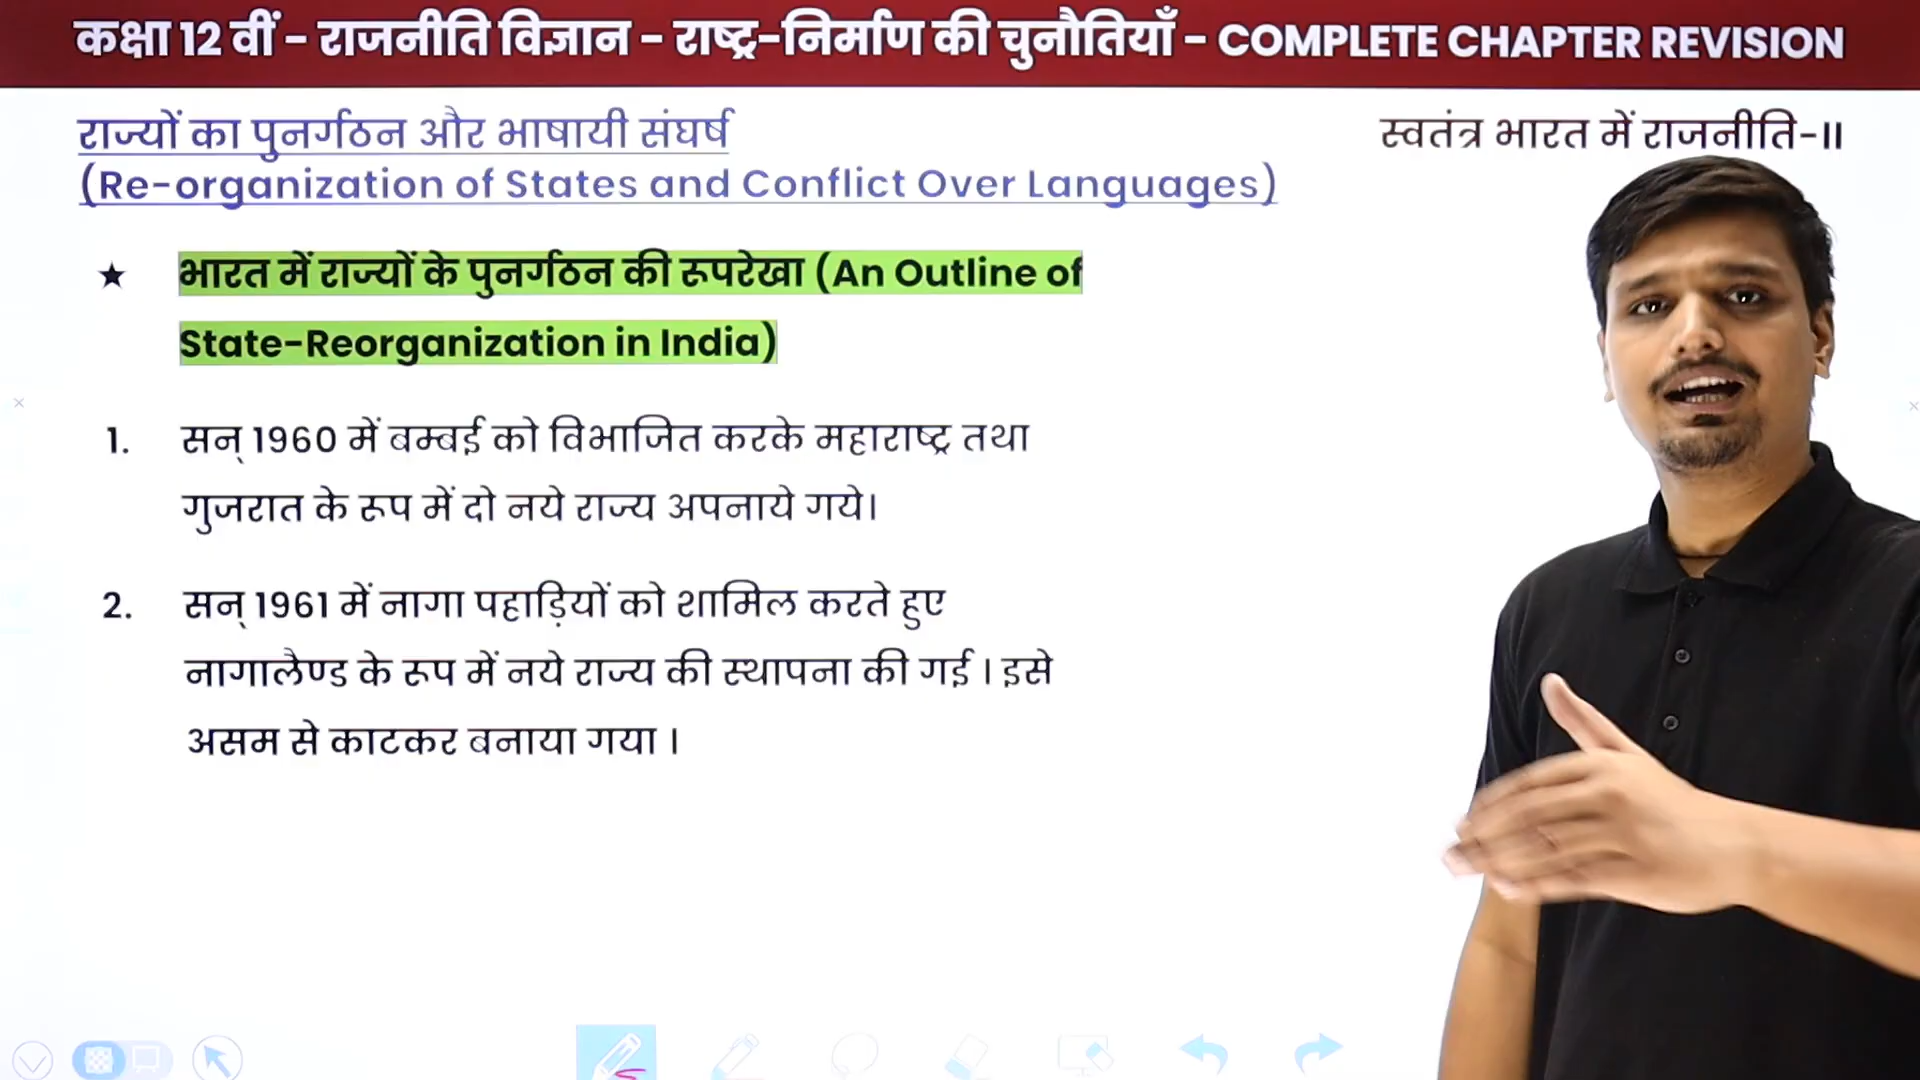 कक्षा 12 वीं - राजनीति विज्ञान - राष्ट्र-निर्माण की चुनौतियाँ - COMPLETE CHAPTER REVISION
राज्यों का पुनर्गठन और भाषायी संघर्ष
स्वतंत्र भारत में राजनीति-II
(Re-organization of States and Conflict Over Languages)
★ भारत में राज्यों के पुनर्गठन की रूपरेखा (An Outline of
State-Reorganization in India)
1. सन् 1960 में बम्बई को विभाजित करके महाराष्ट्र तथा
गुजरात के रूप में दो नये राज्य अपनाये गये।
2. सन् 1961 में नागा पहाड़ियों को शामिल करते हुए
नागालैण्ड के रूप में नये राज्य की स्थापना की गई । इसे
असम से काटकर बनाया गया ।